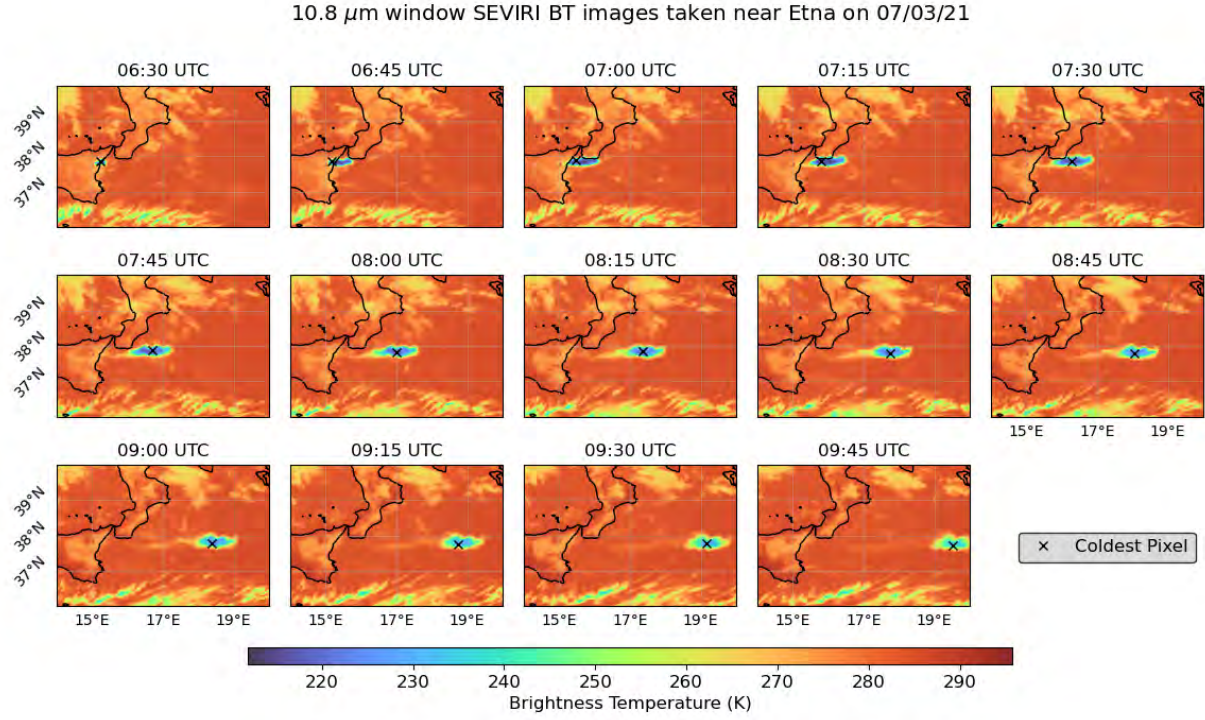 10.8 μm window SEVIRI BT images taken near Etna on 07/03/21
06:30 UTC 06:45 UTC 07:00 UTC 07:15 UTC 07:30 UTC
39°N
38°N
37°N
07:45 UTC 08:00 UTC 08:15 UTC 08:30 UTC 08:45 UTC
39°N
38°N
37°N
15°E 17°E 19°E
09:00 UTC 09:15 UTC 09:30 UTC 09:45 UTC
39°N
38°N
37°N
× Coldest Pixel
15°E 17°E 19°E 15°E 17°E 19°E 15°E 17°E 19°E 15°E 17°E 19°E
220 230 240 250 260 270 280 290
Brightness Temperature (K)